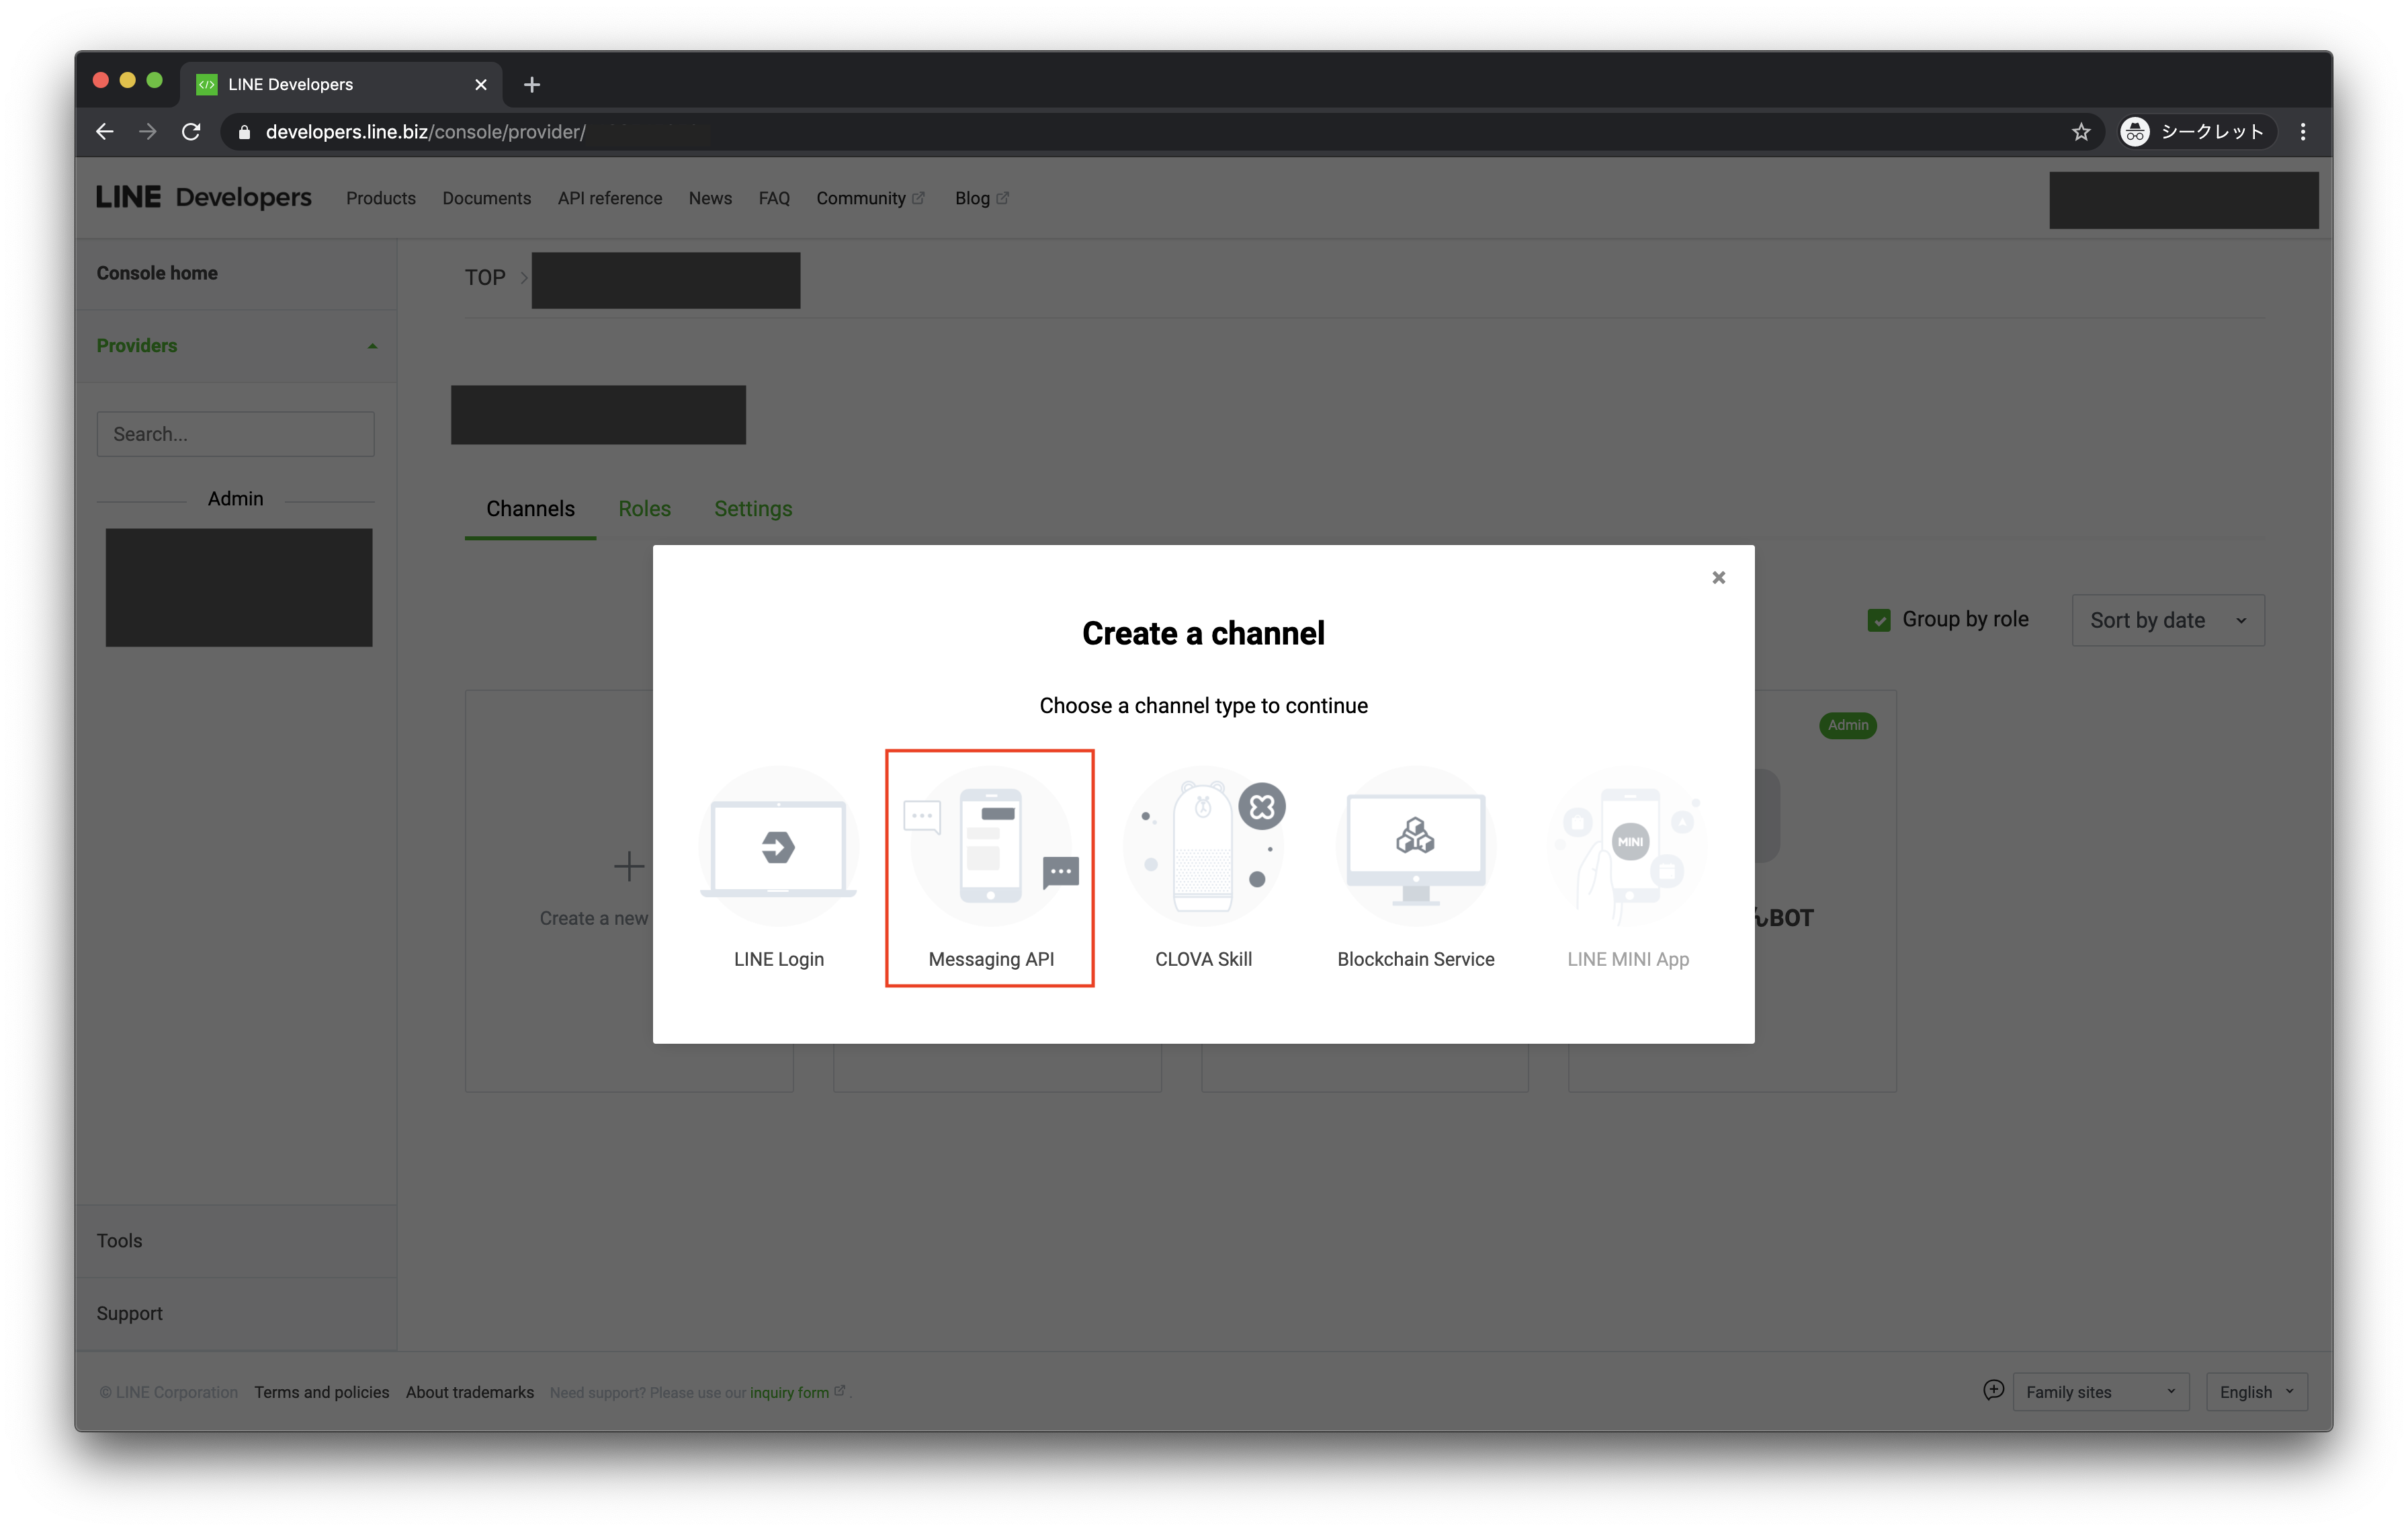 LINE Developers
developers.line.biz/console/provider/
シークレット
LINE Developers
Products
Documents
API reference
News
FAQ
Community
Blog
Console home
Providers
Search...
Admin
Tools
Support
TOP
Channels
Roles
Settings
Group by role
Sort by date
Create a new
Admin
BOT
Create a channel
Choose a channel type to continue
MINI
LINE Login
Messaging API
CLOVA Skill
Blockchain Service
LINE MINI App
© LINE Corporation
Terms and policies
About trademarks
Need support? Please use our inquiry form .
Family sites
English